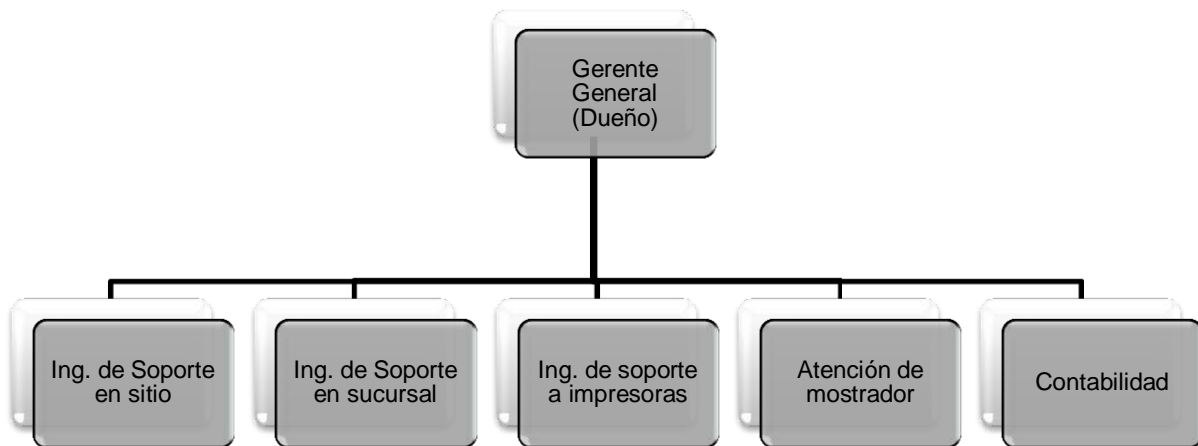 Gerente
General
(Dueño)
Ing. de Soporte
en sitio
Ing. de Soporte
en sucursal
Ing. de soporte
a impresoras
Atención de
mostrador
Contabilidad